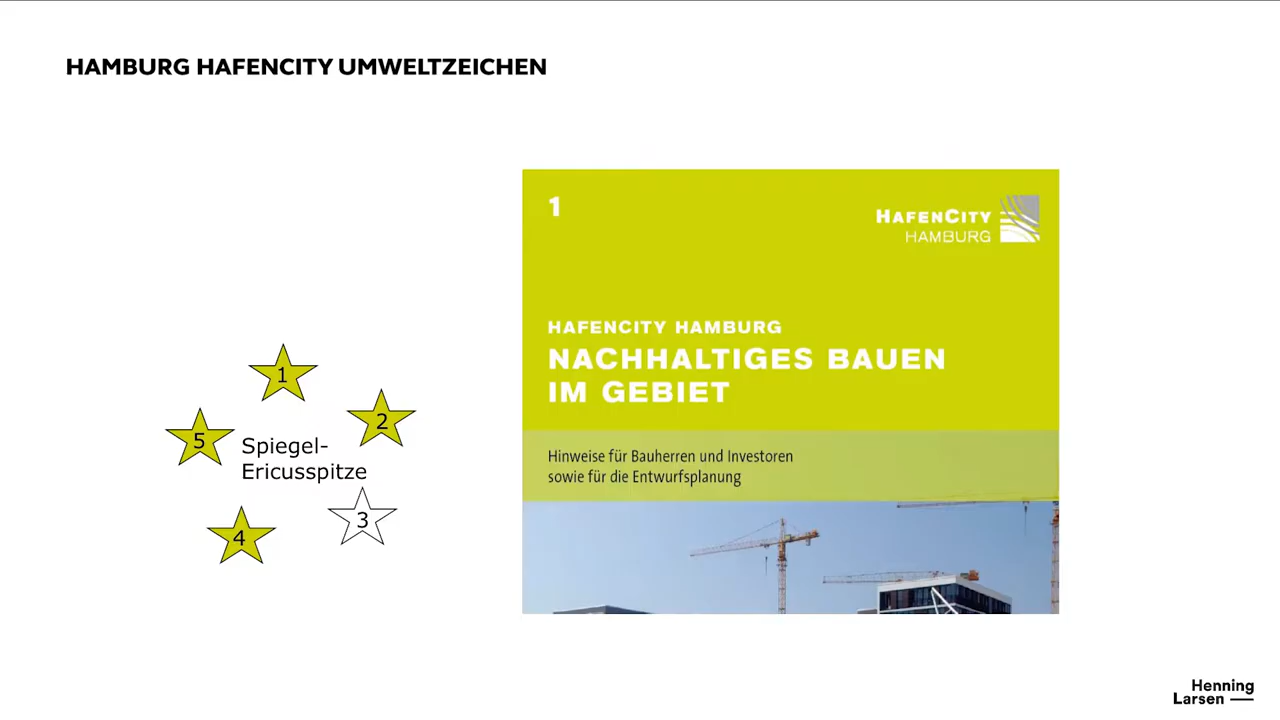 HAMBURG HAFENCITY UMWELTZEICHEN
1
HAFENCITY
HAMBURG
HAFENCITY HAMBURG
NACHHALTIGES BAUEN
IM GEBIET
Hinweise für Bauherren und Investoren
sowie für die Entwurfsplanung
1
2
5
Spiegel-
Ericusspitze
3
4
Henning
Larsen